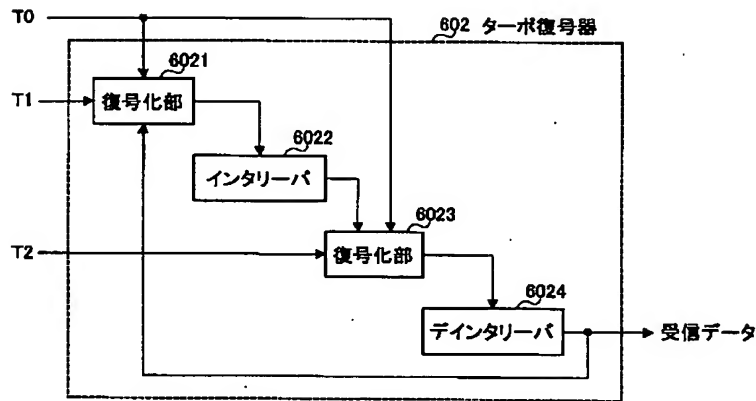 T0
602 ターボ復号器
6021
T1
復号化部
6022
インタリーバ
6023
T2
復号化部
6024
デインタリーバ
受信データ